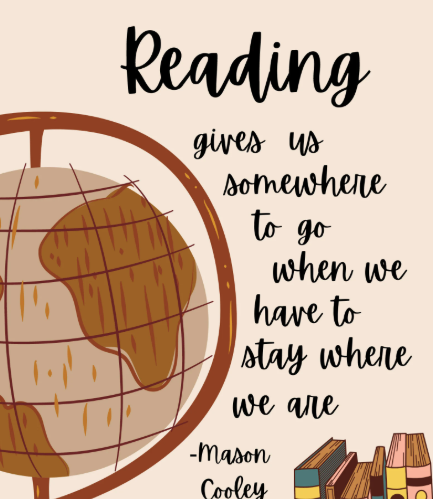 Reading
gives us
somewhere
to go
when we
have to
stay where
we are
-Mason
Cooley